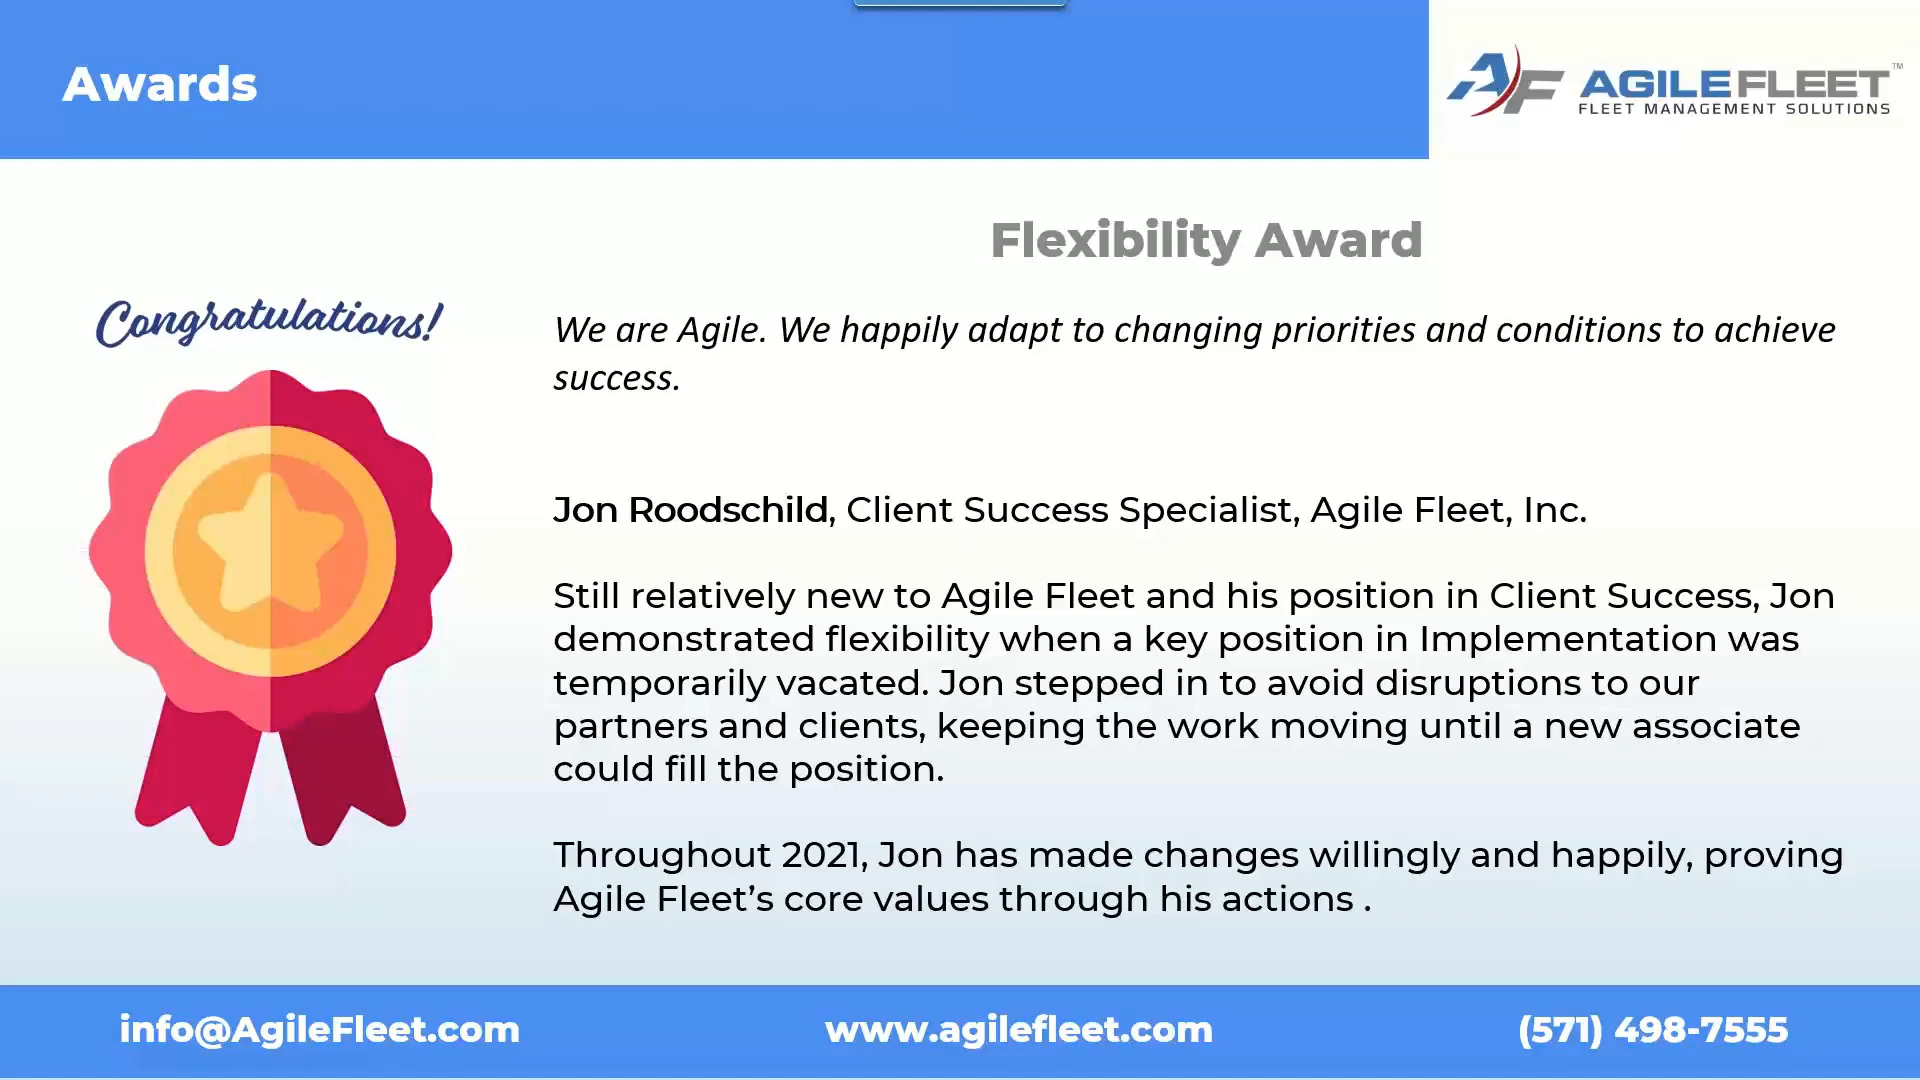 Awards
AF AGILEFLEET™
FLEET MANAGEMENT SOLUTIONS
Flexibility Award
Congratulations!
We are Agile. We happily adapt to changing priorities and conditions to achieve
success.
Jon Roodschild, Client Success Specialist, Agile Fleet, Inc.
Still relatively new to Agile Fleet and his position in Client Success, Jon
demonstrated flexibility when a key position in Implementation was
temporarily vacated. Jon stepped in to avoid disruptions to our
partners and clients, keeping the work moving until a new associate
could fill the position.
Throughout 2021, Jon has made changes willingly and happily, proving
Agile Fleet’s core values through his actions .
info@AgileFleet.com
www.agilefleet.com
(571) 498-7555